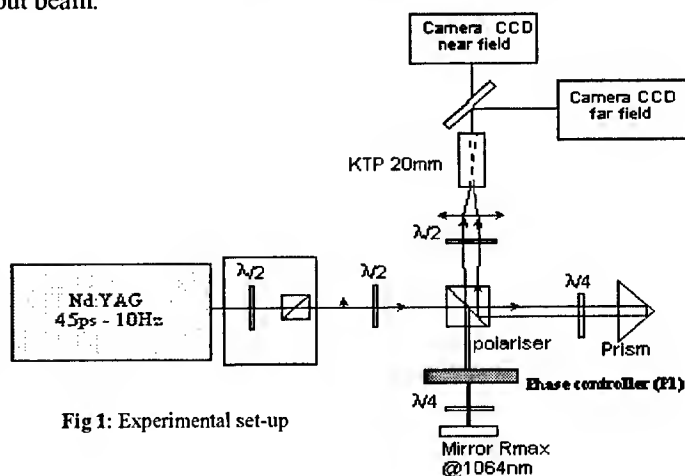 out beam.
Camera CCD
near field
Camera CCD
far field
KTP 20mm
λ/2
λ/2
λ/2
λ/4
Nd:YAG
45ps - 10Hz
polariser
Prism
Phase controller (P1)
λ/4
Fig 1: Experimental set-up
Mirror Rmax
@1064nm